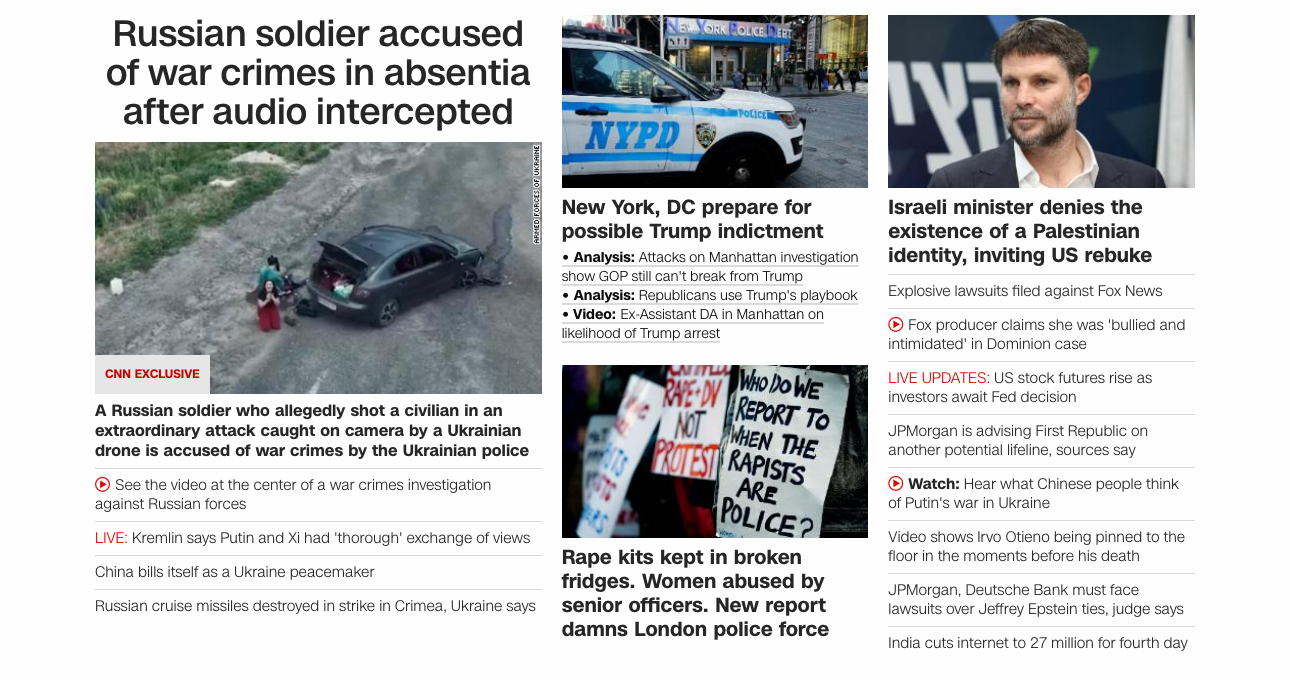 Russian soldier accused
of war crimes in absentia
after audio intercepted
ARMED FORCES OF UKRAINE
CNN EXCLUSIVE
A Russian soldier who allegedly shot a civilian in an
extraordinary attack caught on camera by a Ukrainian
drone is accused of war crimes by the Ukrainian police
See the video at the center of a war crimes investigation
against Russian forces
LIVE: Kremlin says Putin and Xi had 'thorough' exchange of views
China bills itself as a Ukraine peacemaker
Russian cruise missiles destroyed in strike in Crimea, Ukraine says
NEW YORK POLICE DEPT
POLICE
NYPD
New York, DC prepare for
possible Trump indictment
• Analysis: Attacks on Manhattan investigation
show GOP still can't break from Trump
• Analysis: Republicans use Trump's playbook
• Video: Ex-Assistant DA in Manhattan on
likelihood of Trump arrest
RAPE + DV
NOT
PROTEST
WHO DO WE
REPORT TO
WHEN THE
RAPISTS
ARE
POLICE?
Rape kits kept in broken
fridges. Women abused by
senior officers. New report
damns London police force
Israeli minister denies the
existence of a Palestinian
identity, inviting US rebuke
Explosive lawsuits filed against Fox News
Fox producer claims she was 'bullied and
intimidated' in Dominion case
LIVE UPDATES: US stock futures rise as
investors await Fed decision
JPMorgan is advising First Republic on
another potential lifeline, sources say
Watch: Hear what Chinese people think
of Putin's war in Ukraine
Video shows Irvo Otieno being pinned to the
floor in the moments before his death
JPMorgan, Deutsche Bank must face
lawsuits over Jeffrey Epstein ties, judge says
India cuts internet to 27 million for fourth day